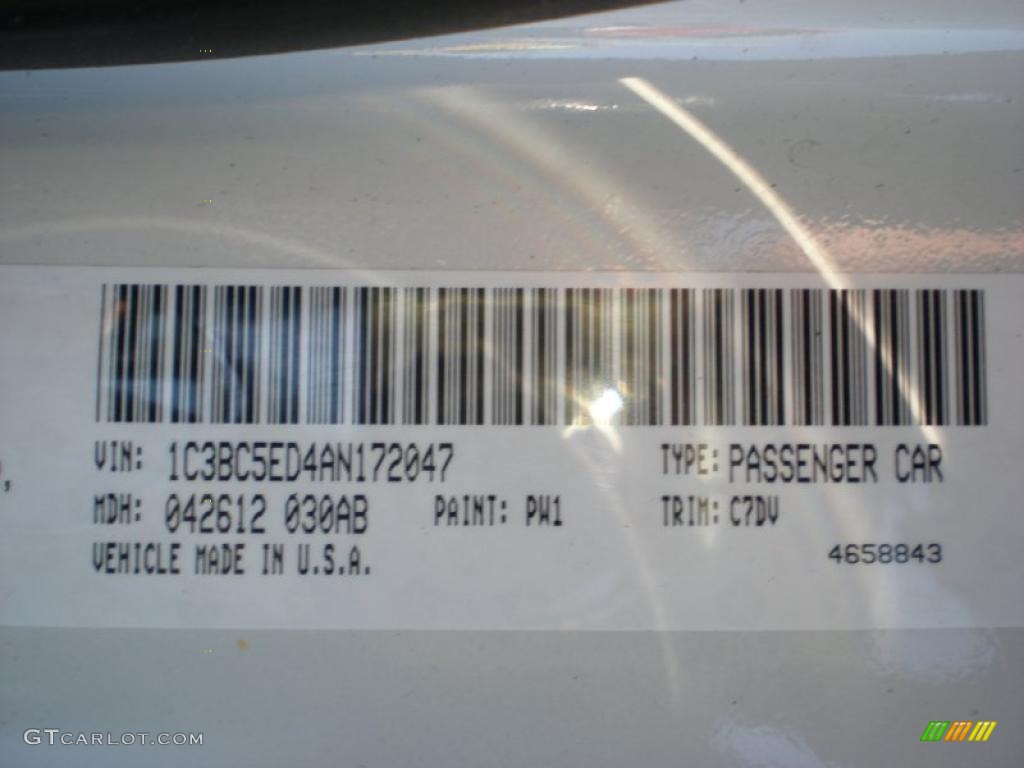 VIN: 1C3BC5ED4AN172047 TYPE: PASSENGER CAR
MDH: 042612 030AB PAINT: PW1 TRIM: C7DV
VEHICLE MADE IN U.S.A. 4658843
GTCARLOT.COM